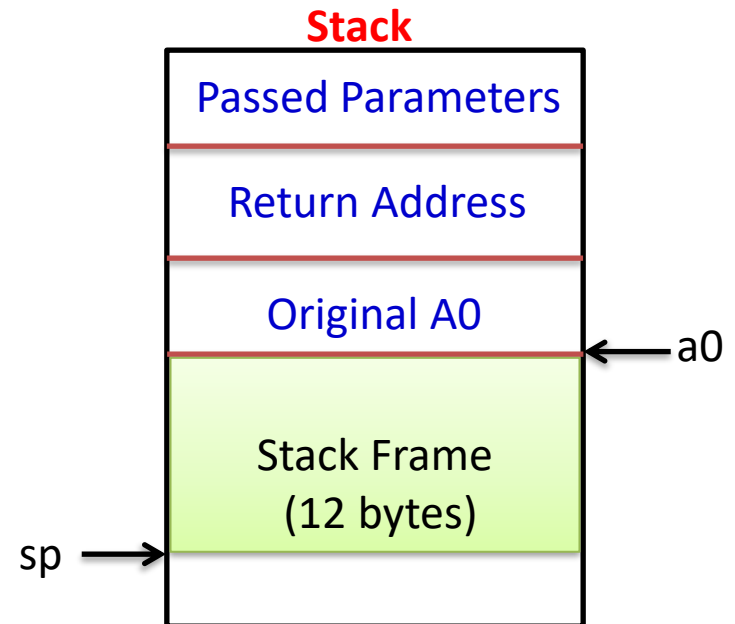 Stack
Passed Parameters
Return Address
Original A0
a0
Stack Frame
(12 bytes)
sp